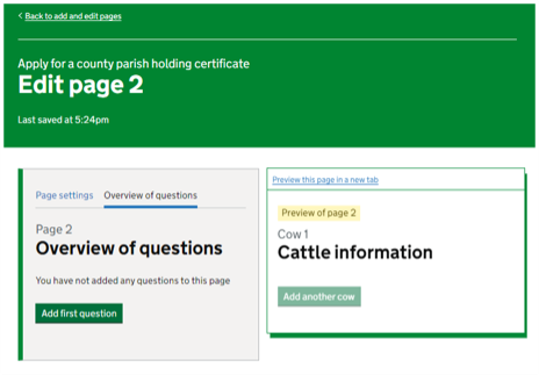 < Back to add and edit pages
Apply for a county parish holding certificate
Edit page 2
Last saved at 5:24pm
Page settings Overview of questions
Page 2
Overview of questions
You have not added any questions to this page
Add first question
Preview this page in a new tab
Preview of page 2
Cow 1
Cattle information
Add another cow